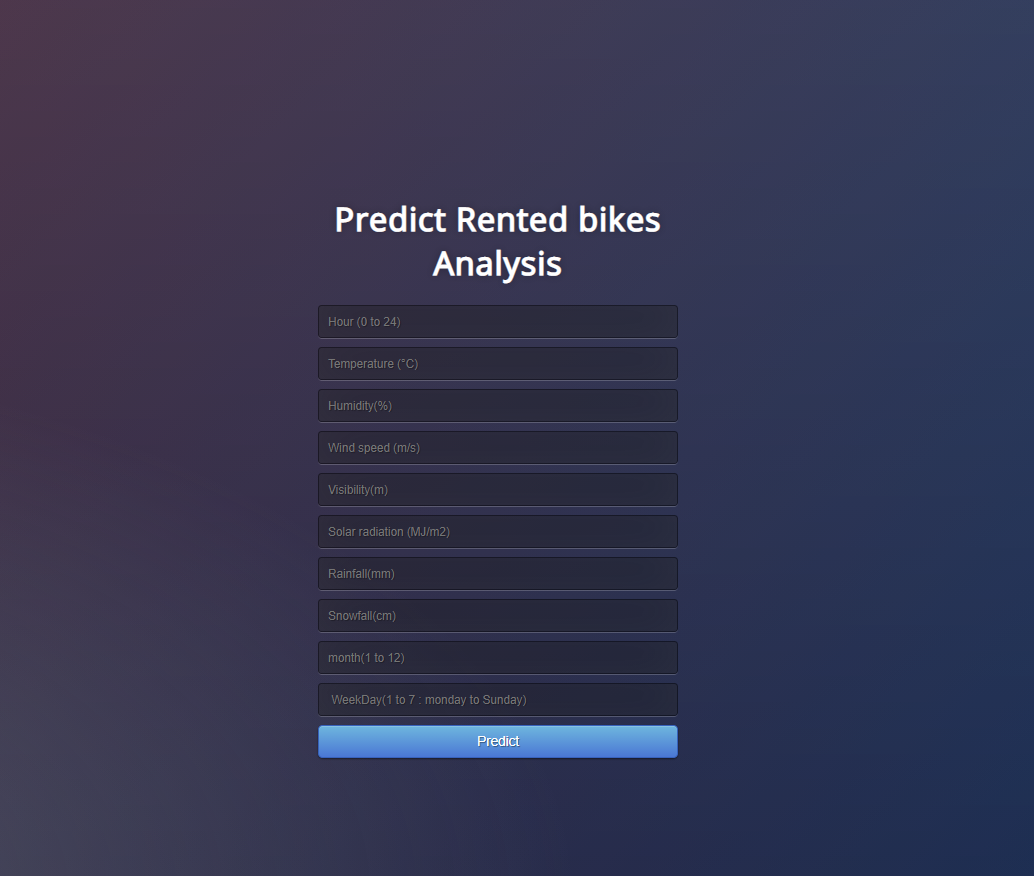 Predict Rented bikes
Analysis
Hour (0 to 24)
Temperature (°C)
Humidity(%)
Wind speed (m/s)
Visibility(m)
Solar radiation (MJ/m2)
Rainfall(mm)
Snowfall(cm)
month(1 to 12)
WeekDay(1 to 7 : monday to Sunday)
Predict